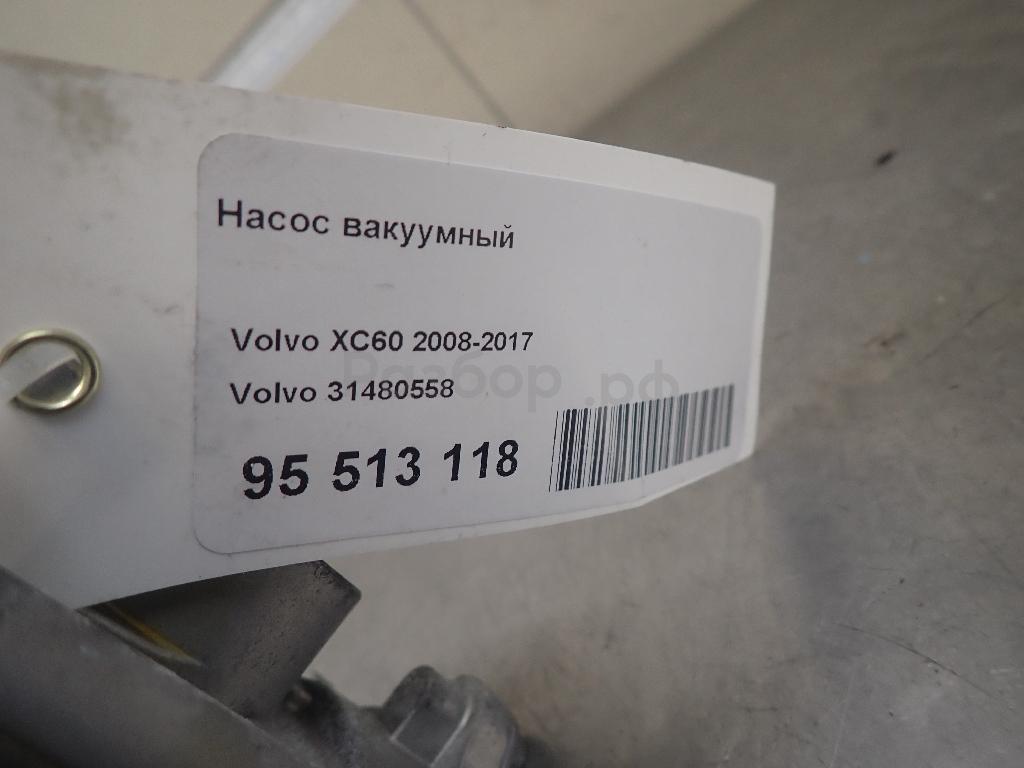 Насос вакуумный
Volvo XC60 2008-2017
Разбор.рф
Volvo 31480558
95 513 118